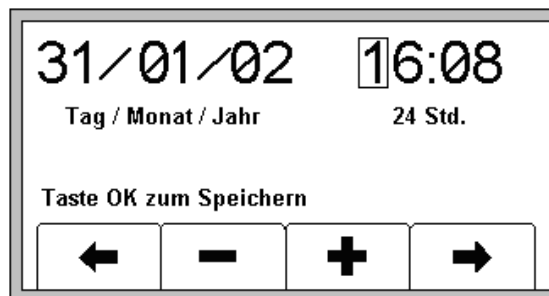 31/01/02 16:08
Tag / Monat / Jahr 24 Std.
Taste OK zum Speichern